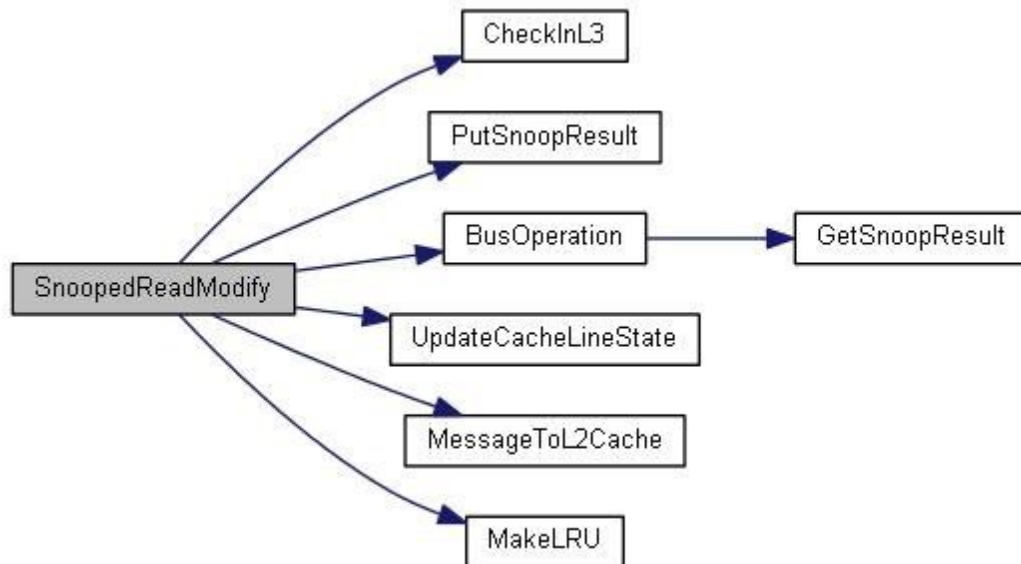 CheckInL3
PutSnoopResult
BusOperation
GetSnoopResult
SnoopedReadModify
UpdateCacheLineState
MessageToL2Cache
MakeLRU